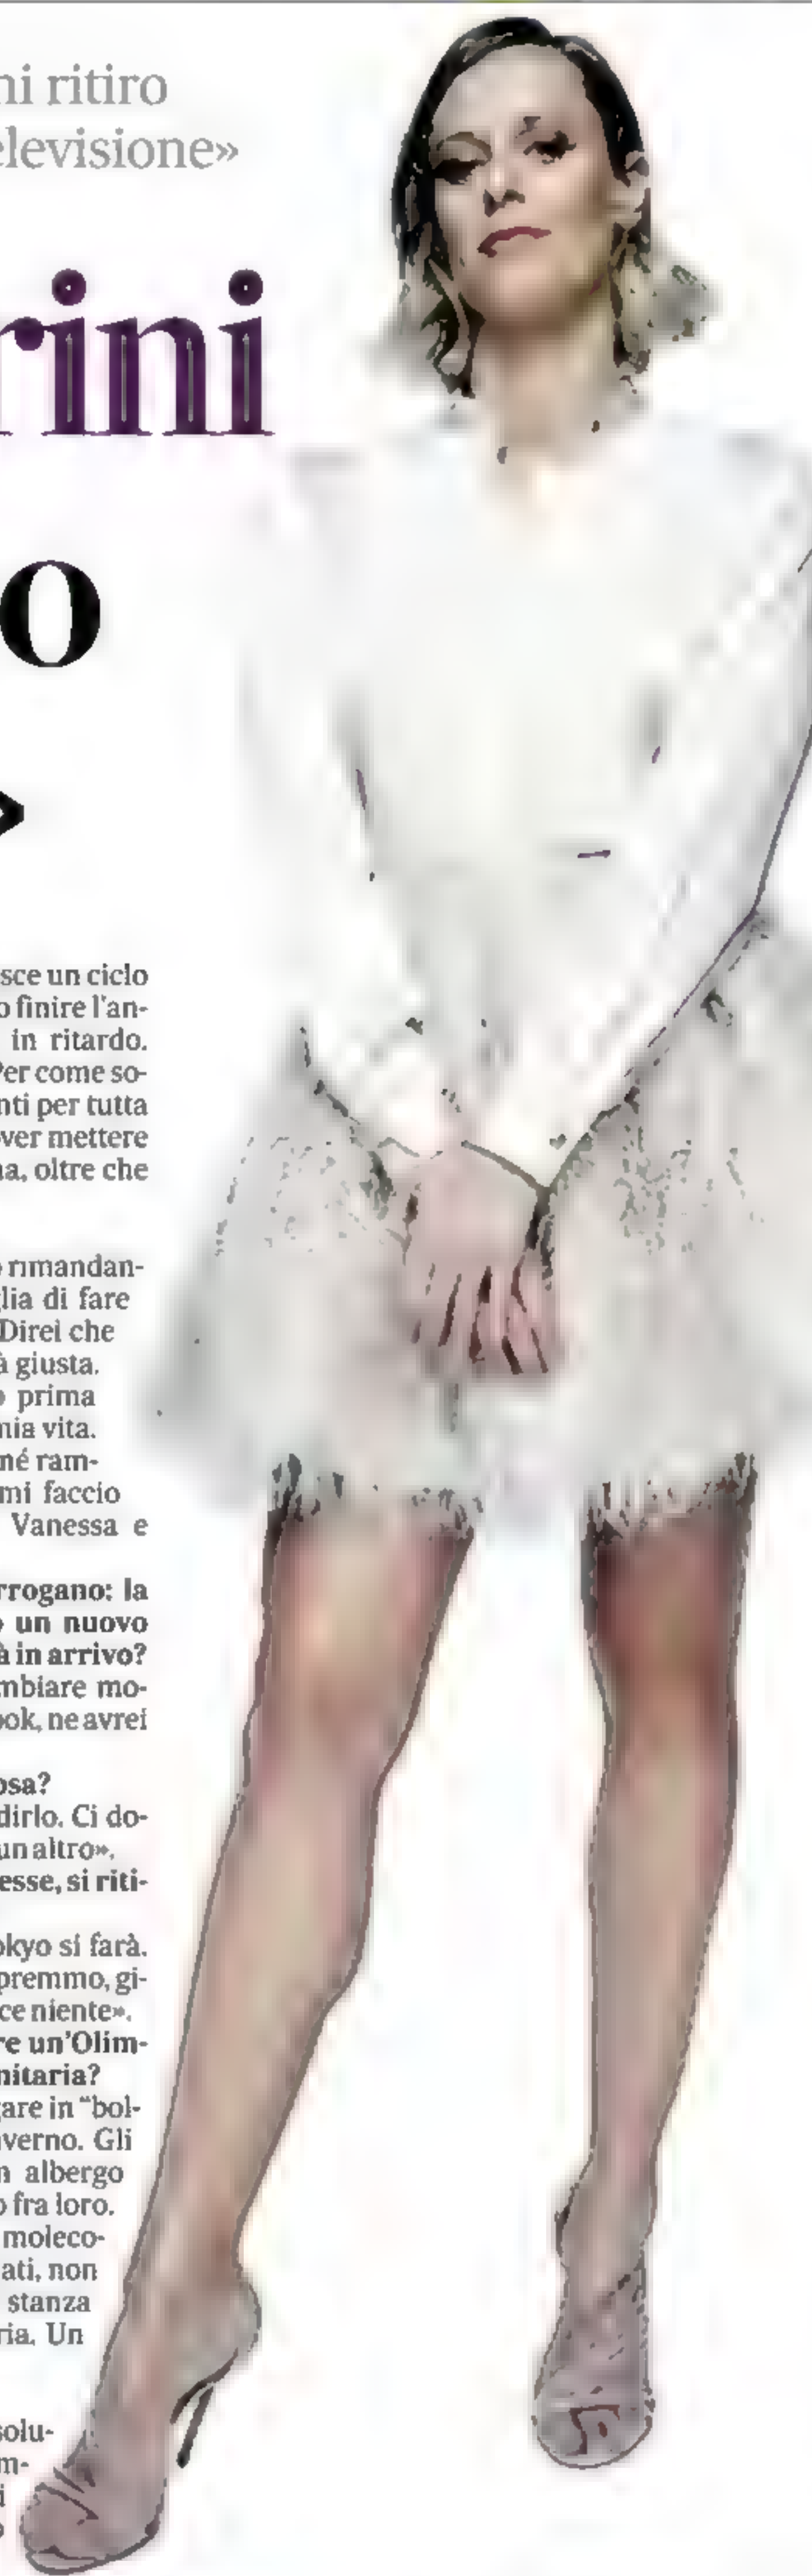 ni ritiro
elevisione»
rini
o
»
sce un ciclo
o finire l'an-
in ritardo.
Per come so-
nti per tutta
ver mettere
na, oltre che
o rimandan-
glia di fare
Direi che
à giusta.
o prima
mia vita.
né ram-
mi faccio
Vanessa e
rrogano: la
o un nuovo
à in arrivo?
mbiare mo-
ook, ne avrei
osa?
dirlo. Ci do-
un altro».
esse, si riti-
okyo si farà.
premmo, gi-
ce niente».
re un'Olim-
nitaria?
gare in “bol-
verno. Gli
n albergo
o fra loro.
moleco-
ati, non
stanza
ria. Un
solu-
m-
i
o